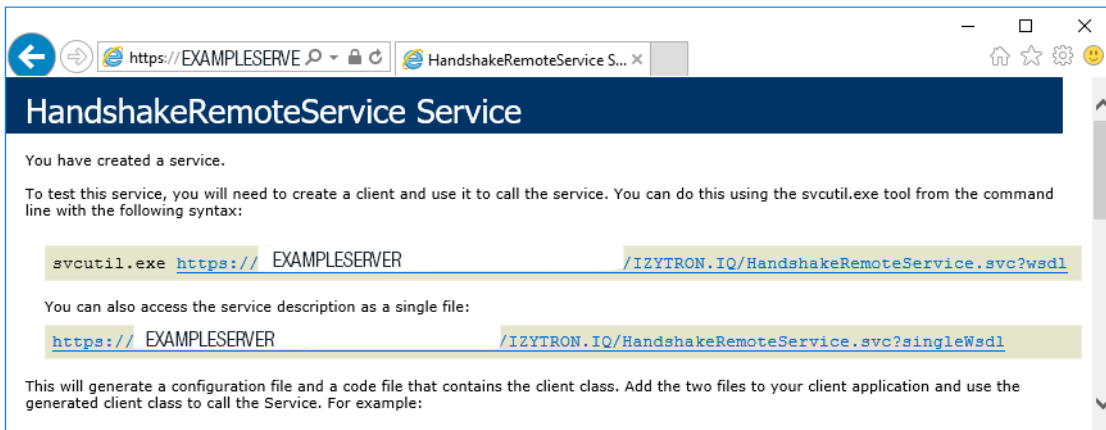 https://EXAMPLESERVE
HandshakeRemoteService S...
HandshakeRemoteService Service
You have created a service.
To test this service, you will need to create a client and use it to call the service. You can do this using the svcutil.exe tool from the command
line with the following syntax:
svcutil.exe https:// EXAMPLESERVER /IZYTRON.IQ/HandshakeRemoteService.svc?wsdl
You can also access the service description as a single file:
https:// EXAMPLESERVER /IZYTRON.IQ/HandshakeRemoteService.svc?singleWsdl
This will generate a configuration file and a code file that contains the client class. Add the two files to your client application and use the
generated client class to call the Service. For example: